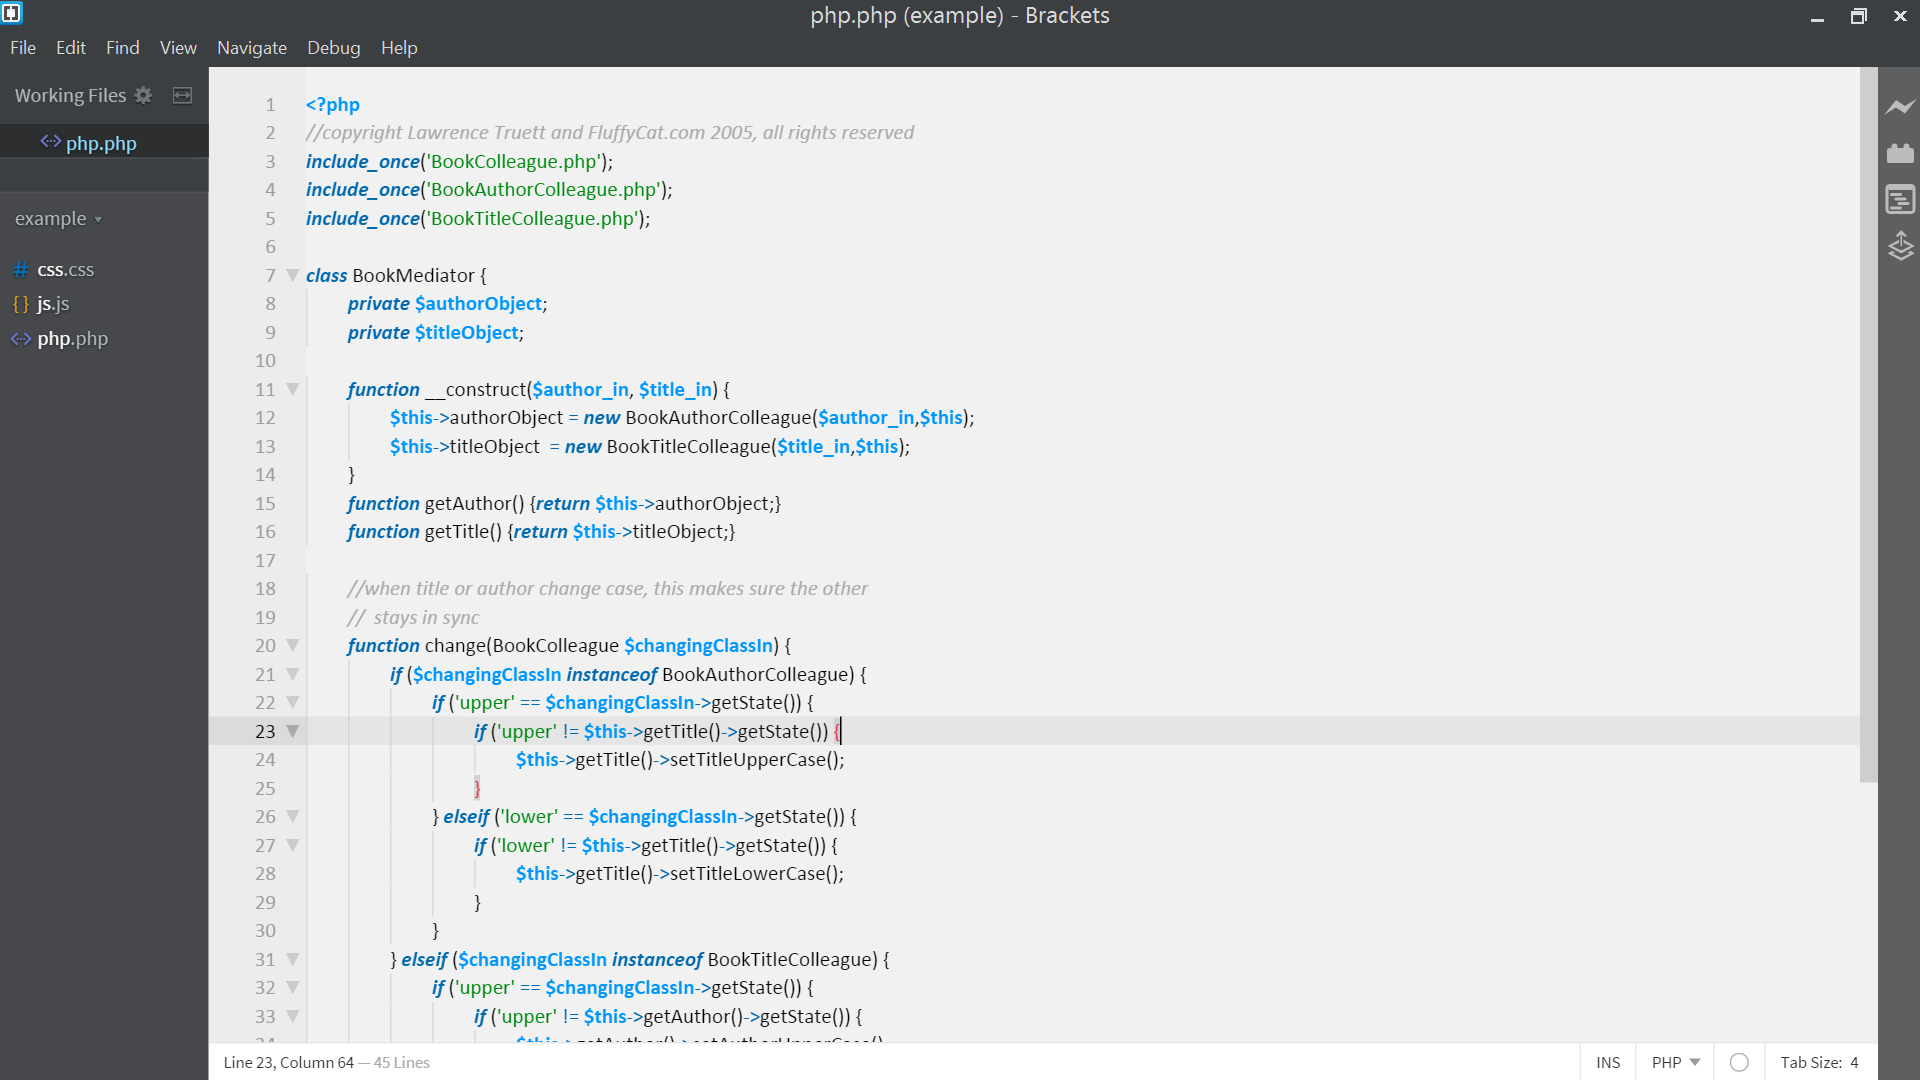 php.php (example) - Brackets
File Edit Find View Navigate Debug Help
Working Files
php.php
example
# css.css
{} js.js
php.php
1 <?php
2 //copyright Lawrence Truett and FluffyCat.com 2005, all rights reserved
3 include_once('BookColleague.php');
4 include_once('BookAuthorColleague.php');
5 include_once('BookTitleColleague.php');
6
7 class BookMediator {
8 private $authorObject;
9 private $titleObject;
10
11 function __construct($author_in, $title_in) {
12 $this->authorObject = new BookAuthorColleague($author_in,$this);
13 $this->titleObject  = new BookTitleColleague($title_in,$this);
14 }
15 function getAuthor() {return $this->authorObject;}
16 function getTitle() {return $this->titleObject;}
17
18 //when title or author change case, this makes sure the other
19 //  stays in sync
20 function change(BookColleague $changingClassIn) {
21 if ($changingClassIn instanceof BookAuthorColleague) {
22 if ('upper' == $changingClassIn->getState()) {
23 if ('upper' != $this->getTitle()->getState()) {
24 $this->getTitle()->setTitleUpperCase();
25 }
26 } elseif ('lower' == $changingClassIn->getState()) {
27 if ('lower' != $this->getTitle()->getState()) {
28 $this->getTitle()->setTitleLowerCase();
29 }
30 }
31 } elseif ($changingClassIn instanceof BookTitleColleague) {
32 if ('upper' == $changingClassIn->getState()) {
33 if ('upper' != $this->getAuthor()->getState()) {
Line 23, Column 64 — 45 Lines
INS PHP Tab Size: 4